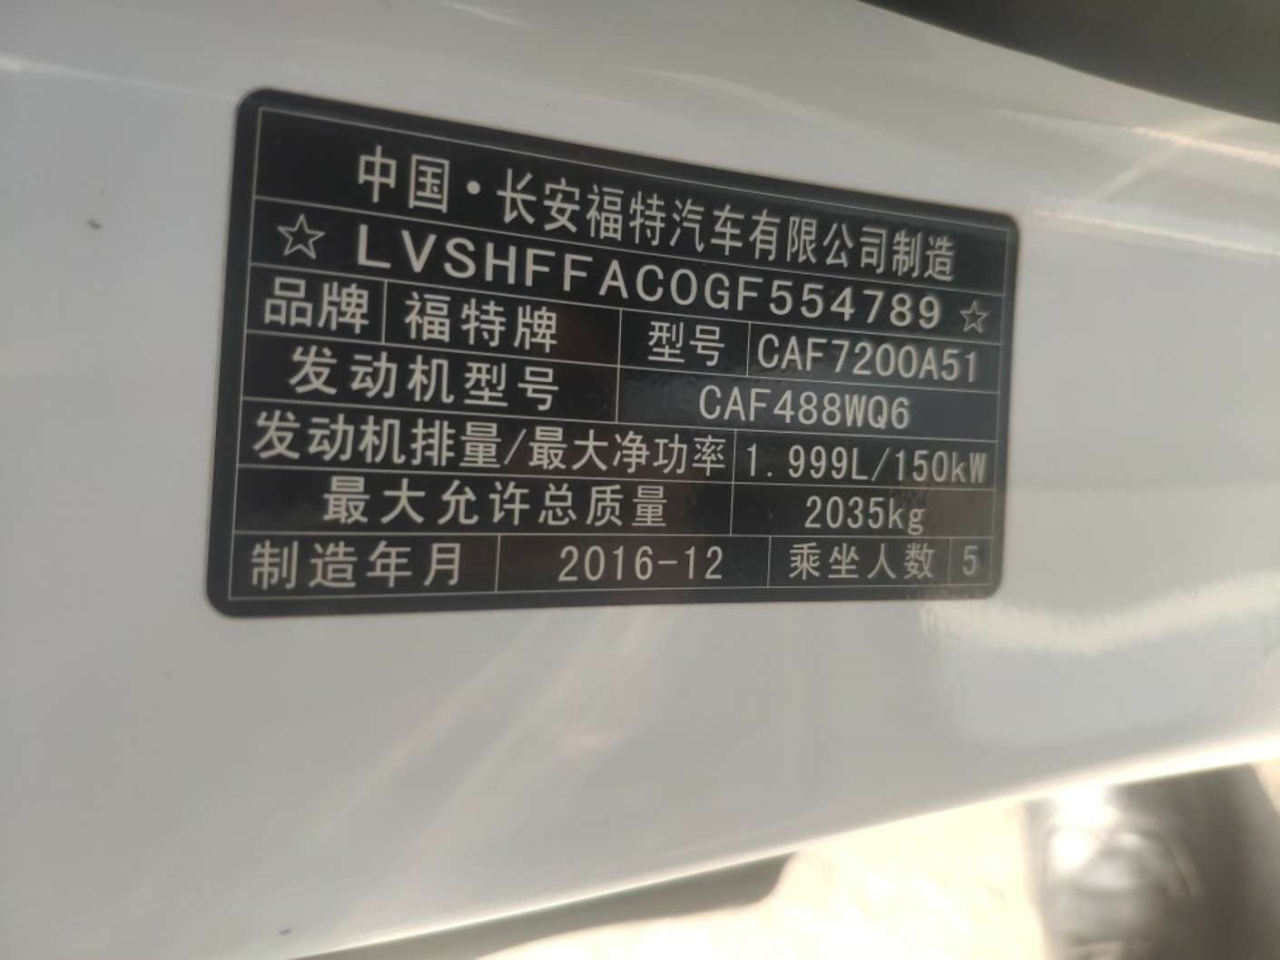 中国·长安福特汽车有限公司制造
☆LVSHFFAC0GF554789☆
品牌 福特牌 型号 CAF7200A51
发动机型号 CAF488WQ6
发动机排量/最大净功率 1.999L/150kW
最大允许总质量 2035kg
制造年月 2016-12 乘坐人数 5